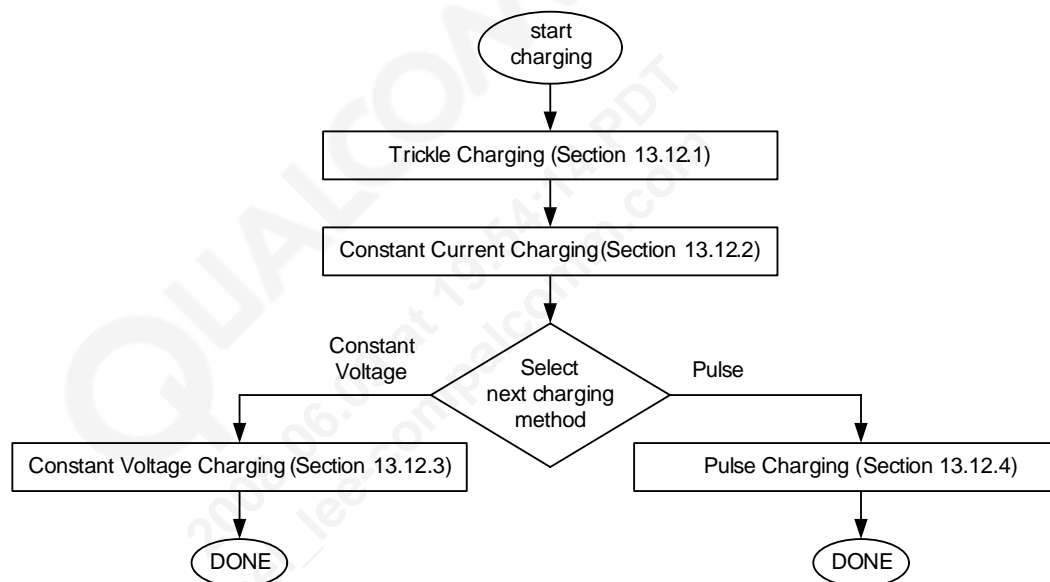 start
charging
Trickle Charging (Section 13.12.1)
Constant Current Charging(Section 13.12.2)
Constant
Voltage
Select
next charging
method
Pulse
Constant Voltage Charging (Section 13.12.3)
Pulse Charging (Section 13.12.4)
DONE
DONE